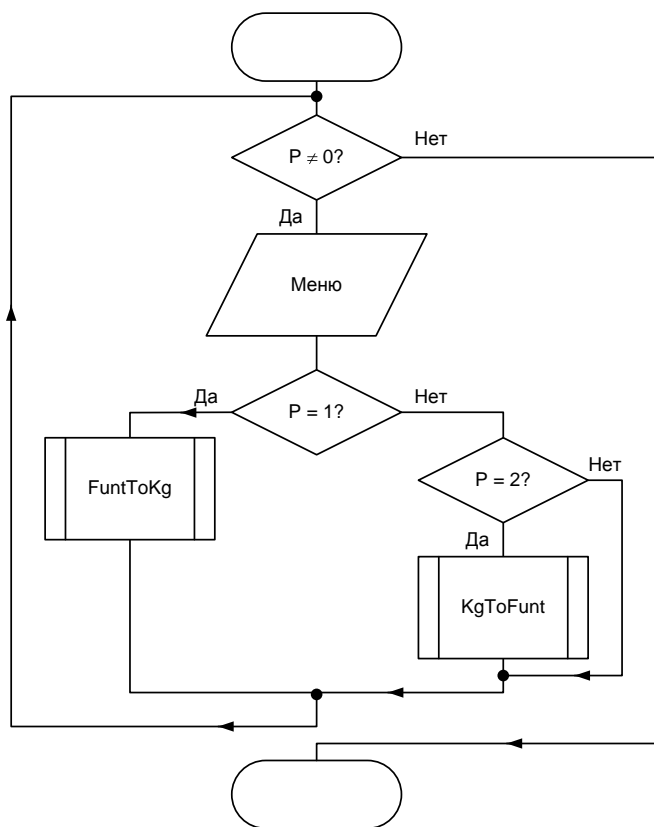 P ≠ 0?
Нет
Да
Меню
P = 1?
Да
Нет
FuntToKg
P = 2?
Нет
Да
KgToFunt